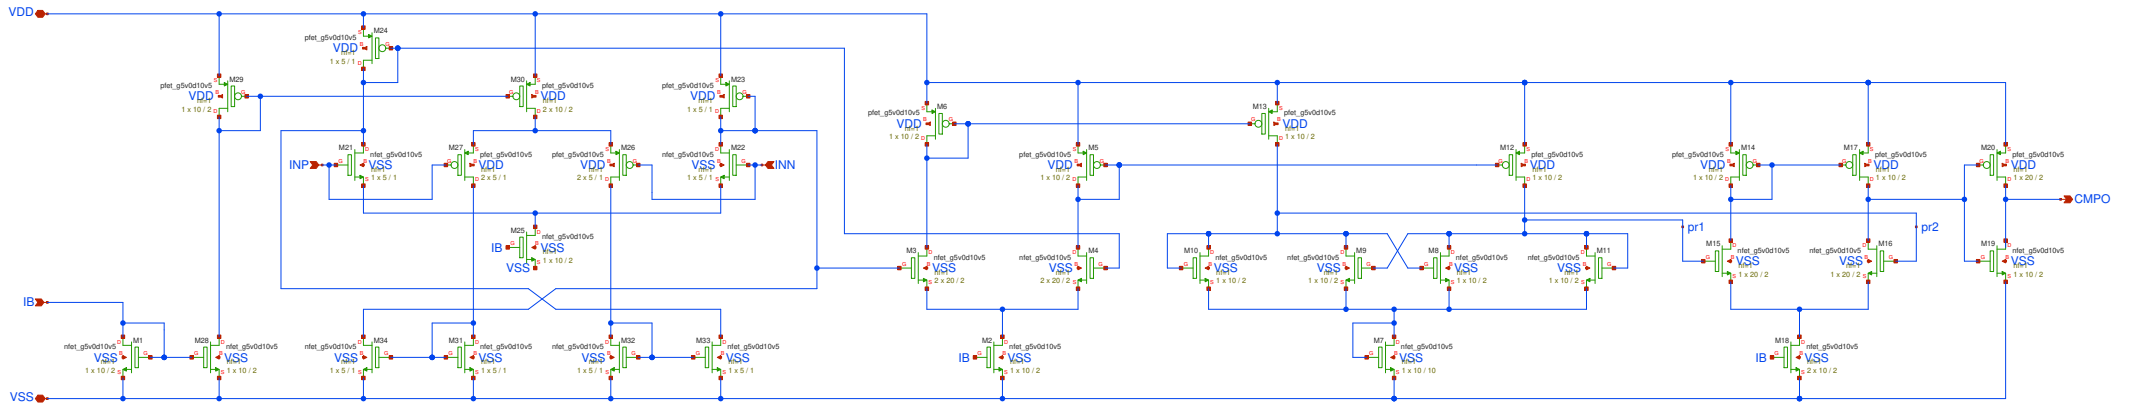 VDD
M24
pfet_g5v0d10v5
VDD
1 x 5 / 1
M29
pfet_g5v0d10v5
VDD
1 x 10 / 2
M30
pfet_g5v0d10v5
VDD
2 x 10 / 2
M23
pfet_g5v0d10v5
VDD
1 x 5 / 1
M6
pfet_g5v0d10v5
VDD
1 x 10 / 2
M13
pfet_g5v0d10v5
VDD
1 x 10 / 2
INP
M21
nfet_g5v0d10v5
VSS
1 x 5 / 1
M27
pfet_g5v0d10v5
VDD
2 x 5 / 1
M26
pfet_g5v0d10v5
VDD
2 x 5 / 1
M22
nfet_g5v0d10v5
VSS
1 x 5 / 1
INN
M5
pfet_g5v0d10v5
VDD
1 x 10 / 2
M12
pfet_g5v0d10v5
VDD
1 x 10 / 2
M14
pfet_g5v0d10v5
VDD
1 x 10 / 2
M17
pfet_g5v0d10v5
VDD
1 x 10 / 2
M20
pfet_g5v0d10v5
VDD
1 x 20 / 2
CMPO
pr1
pr2
M25
nfet_g5v0d10v5
IB
VSS
1 x 10 / 2
VSS
M3
nfet_g5v0d10v5
VSS
2 x 20 / 2
M4
nfet_g5v0d10v5
VSS
2 x 20 / 2
M10
nfet_g5v0d10v5
VSS
1 x 10 / 2
M9
nfet_g5v0d10v5
VSS
1 x 10 / 2
M8
nfet_g5v0d10v5
VSS
1 x 10 / 2
M11
nfet_g5v0d10v5
VSS
1 x 10 / 2
M15
nfet_g5v0d10v5
VSS
1 x 20 / 2
M16
nfet_g5v0d10v5
VSS
1 x 20 / 2
M19
nfet_g5v0d10v5
VSS
1 x 10 / 2
IB
M1
nfet_g5v0d10v5
VSS
1 x 10 / 2
M28
nfet_g5v0d10v5
VSS
1 x 10 / 2
M34
nfet_g5v0d10v5
VSS
1 x 5 / 1
M31
nfet_g5v0d10v5
VSS
1 x 5 / 1
M32
nfet_g5v0d10v5
VSS
1 x 5 / 1
M33
nfet_g5v0d10v5
VSS
1 x 5 / 1
M2
nfet_g5v0d10v5
IB
VSS
1 x 10 / 2
M7
nfet_g5v0d10v5
VSS
1 x 10 / 10
M18
nfet_g5v0d10v5
IB
VSS
2 x 10 / 2
VSS